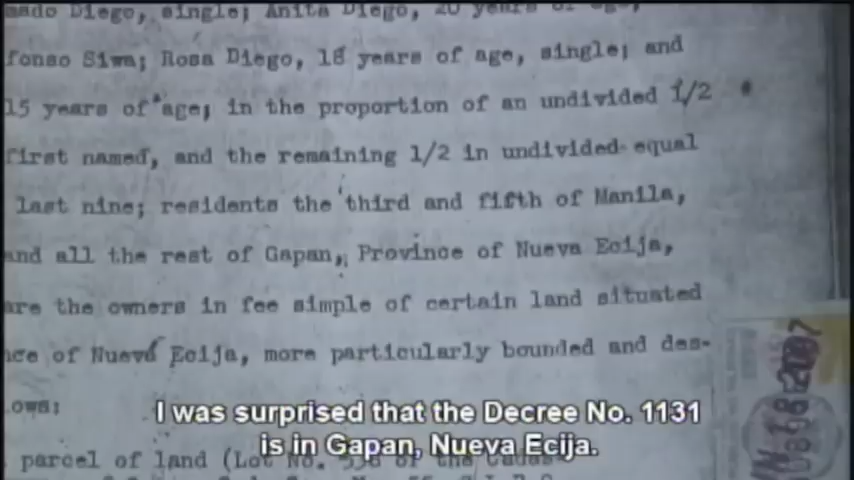 mado Diego, single; Anita Diego, 20 years of age,
fonso Siwa; Rosa Diego, 18 years of age, single; and
15 years of age; in the proportion of an undivided 1/2
first named, and the remaining 1/2 in undivided equal
last nine; residents the third and fifth of Manila,
and all the rest of Gapan, Province of Nueva Ecija,
are the owners in fee simple of certain land situated
nce of Nueva Ecija, more particularly bounded and des-
ows:
I was surprised that the Decree No. 1131
is in Gapan, Nueva Ecija.
parcel of land (Lot No. of the Cadas-